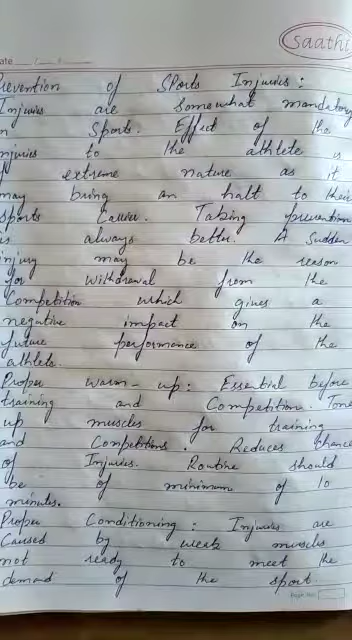 Saathi
ate
revention of Sports Injuries:
Injuries are somewhat mandatory
n Sports. Effect of the
njuries to the athlete is
f extreme nature as it
may bring an halt to their
sports Carrier. Taking prevention
is always better. A Sudden
injury may be the reason
for withdrawal from the
Competition which gives a
negative impact on the
future performance of the
athlete.
Proper warm-up: Essential before
training and Competition. Tone
up muscles for training
and Competitions. Reduces chance
of Injuries. Routine should
be of minimum of 10
minutes.
Proper Conditioning: Injuries are
Caused by weak muscles
not ready to meet the
demand of the sport
Page No.